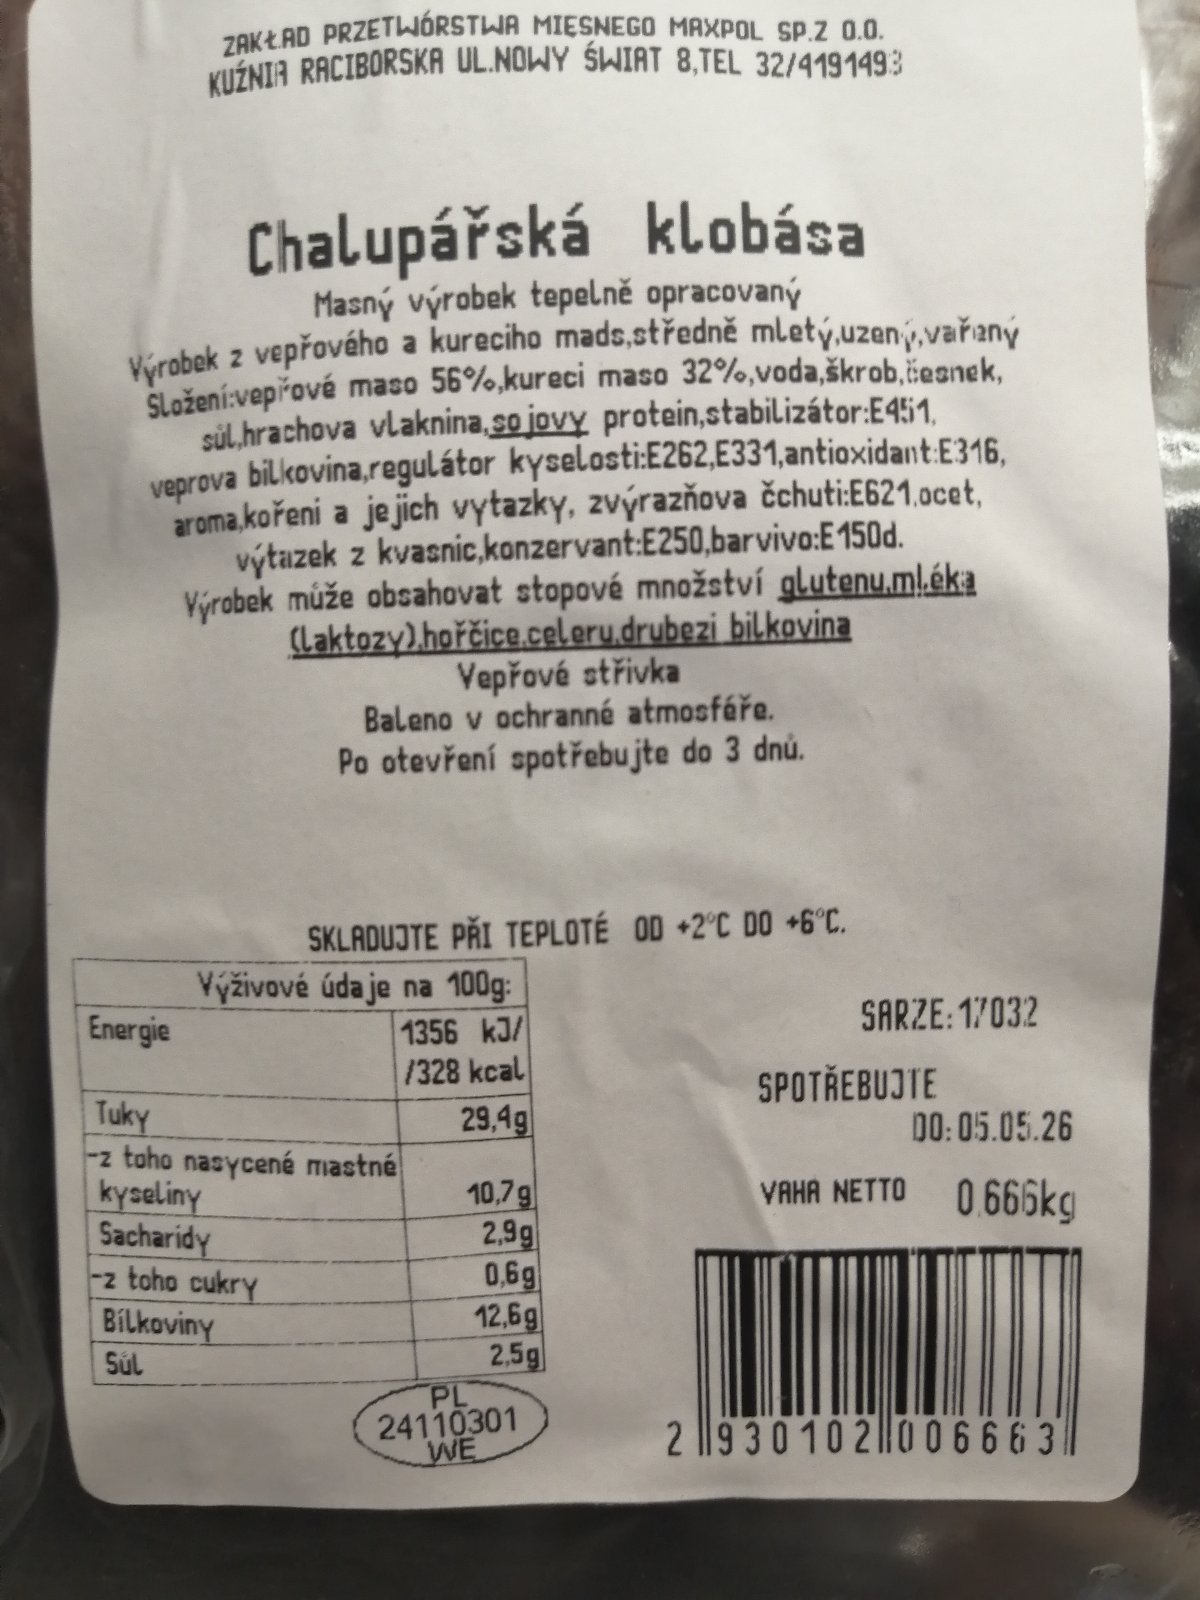 ZAKŁAD PRZETWÓRSTWA MIĘSNEGO MAXPOL SP.Z O.O.
KUŹNIA RACIBORSKA UL.NOWY ŚWIAT 8,TEL 32/4191493
Chalupářská klobása
Masný výrobek tepelně opracovaný
Výrobek z vepřového a kureciho mads,středně mletý,uzený,vařený
Složení:vepřové maso 56%,kureci maso 32%,voda,škrob,česnek,
sůl,hrachova vlaknina,sojovy protein,stabilizátor:E451,
veprova bilkovina,regulátor kyselosti:E262,E331,antioxidant:E316,
aroma,kořeni a jejich vytazky, zvýrazňova čchuti:E621,ocet,
výtazek z kvasnic,konzervant:E250,barvivo:E150d.
Výrobek může obsahovat stopové množství glutenu,mléka
(laktozy),hořčice,celeru,drubezi bilkovina
Vepřové střivka
Baleno v ochranné atmosféře.
Po otevření spotřebujte do 3 dnů.
SKLADUJTE PŘI TEPLOTÉ OD +2°C DO +6°C.
Výživové údaje na 100g:
Energie 1356 kJ/
/328 kcal
Tuky 29,4g
-z toho nasycené mastné
kyseliny 10,7g
Sacharidy 2,9g
-z toho cukry 0,6g
Bílkoviny 12,6g
Sůl 2,5g
PL
24110301
WE
SARZE:17032
SPOTŘEBUJTE
DO:05.05.26
VAHA NETTO 0.666kg
2 930102 006663